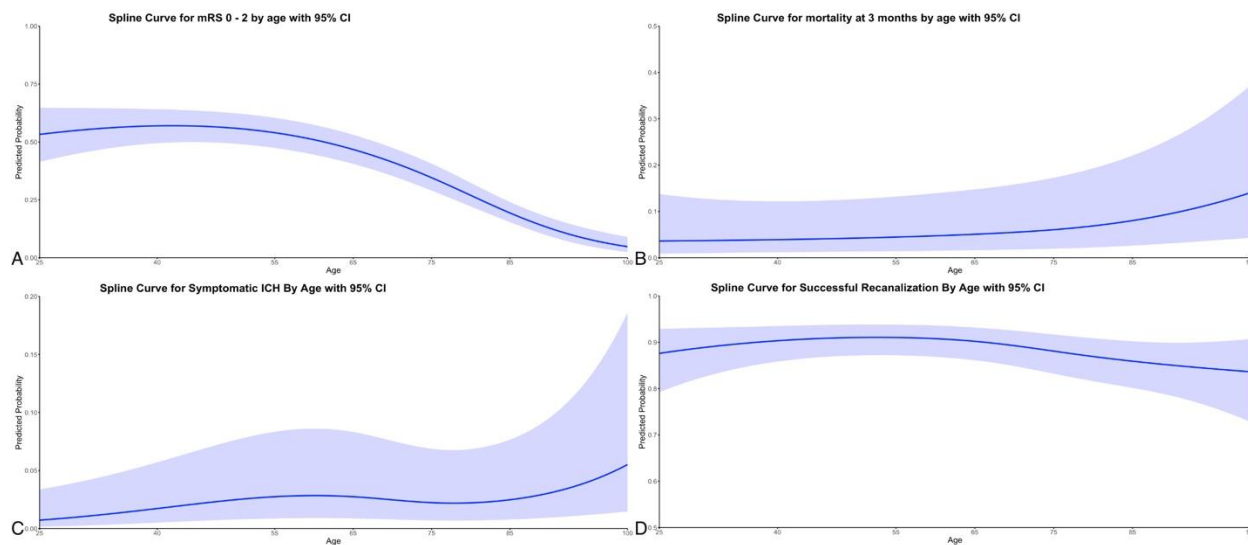 Spline Curve for mRS 0 - 2 by age with 95% CI
1.00
0.75
0.50
0.25
0.00
Predicted Probability
25 40 55 65 75 85 100
Age
A
Spline Curve for mortality at 3 months by age with 95% CI
0.5
0.4
0.3
0.2
0.1
0.0
Predicted Probability
25 40 55 65 75 85
Age
B
Spline Curve for Symptomatic ICH By Age with 95% CI
0.20
0.15
0.10
0.05
0.00
Predicted Probability
25 40 55 65 75 85 100
Age
C
Spline Curve for Successful Recanalization By Age with 95% CI
1.0
0.9
0.8
0.7
0.6
0.5
Predicted Probability
25 40 55 65 75 85
Age
D